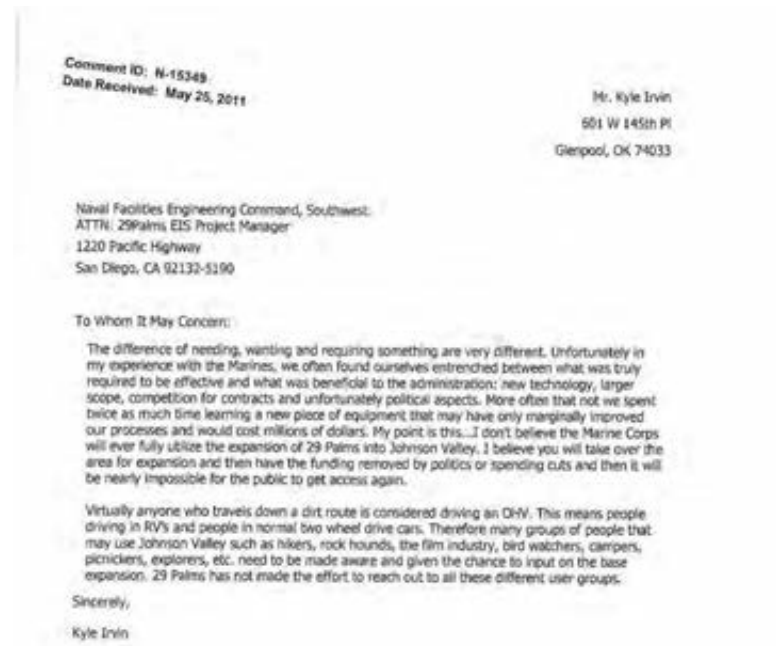 Comment ID: N-15349
Date Received: May 25, 2011
Mr. Kyle Irvin
601 W 145th Pl
Glenpool, OK 74033
Naval Facilities Engineering Command, Southwest.
ATTN: 29Palms EIS Project Manager
1220 Pacific Highway
San Diego, CA 92132-5190
To Whom It May Concern:
The difference of needing, wanting and requiring something are very different. Unfortunately in
my experience with the Marines, we often found ourselves entrenched between what was truly
required to be effective and what was beneficial to the administration: new technology, larger
scope, competition for contracts and unfortunately political aspects. More often that not we spent
twice as much time learning a new piece of equipment that may have only marginally improved
our processes and would cost millions of dollars. My point is this...I don't believe the Marine Corps
will ever fully utilize the expansion of 29 Palms into Johnson Valley. I believe you will take over the
area for expansion and then have the funding removed by politics or spending cuts and then it will
be nearly impossible for the public to get access again.
Virtually anyone who travels down a dirt route is considered driving an OHV. This means people
driving in RV's and people in normal two wheel drive cars. Therefore many groups of people that
may use Johnson Valley such as hikers, rock hounds, the film industry, bird watchers, campers,
picnickers, explorers, etc. need to be made aware and given the chance to input on the base
expansion. 29 Palms has not made the effort to reach out to all these different user groups.
Sincerely,
Kyle Irvin